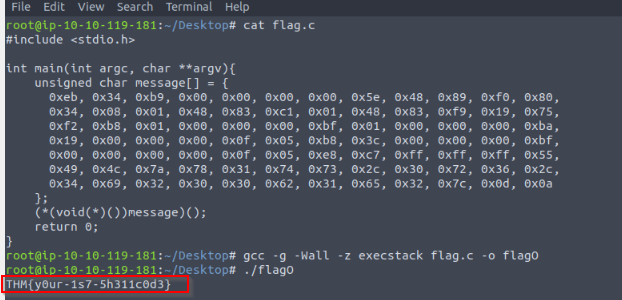 File Edit View Search Terminal Help
root@ip-10-10-119-181:~/Desktop# cat flag.c
#include <stdio.h>

int main(int argc, char **argv){
    unsigned char message[] = {
      0xeb, 0x34, 0xb9, 0x00, 0x00, 0x00, 0x00, 0x5e, 0x48, 0x89, 0xf0, 0x80,
      0x34, 0x08, 0x01, 0x48, 0x83, 0xc1, 0x01, 0x48, 0x83, 0xf9, 0x19, 0x75,
      0xf2, 0xb8, 0x01, 0x00, 0x00, 0x00, 0xbf, 0x01, 0x00, 0x00, 0x00, 0xba,
      0x19, 0x00, 0x00, 0x00, 0x0f, 0x05, 0xb8, 0x3c, 0x00, 0x00, 0x00, 0xbf,
      0x00, 0x00, 0x00, 0x00, 0x0f, 0x05, 0xe8, 0xc7, 0xff, 0xff, 0xff, 0x55,
      0x49, 0x4c, 0x7a, 0x78, 0x31, 0x74, 0x73, 0x2c, 0x30, 0x72, 0x36, 0x2c,
      0x34, 0x69, 0x32, 0x30, 0x30, 0x62, 0x31, 0x65, 0x32, 0x7c, 0x0d, 0x0a
    };
    (*(void(*)())message)();
    return 0;
}
root@ip-10-10-119-181:~/Desktop# gcc -g -Wall -z execstack flag.c -o flagO
root@ip-10-10-119-181:~/Desktop# ./flagO
THM{y0ur-1s7-5h311c0d3}